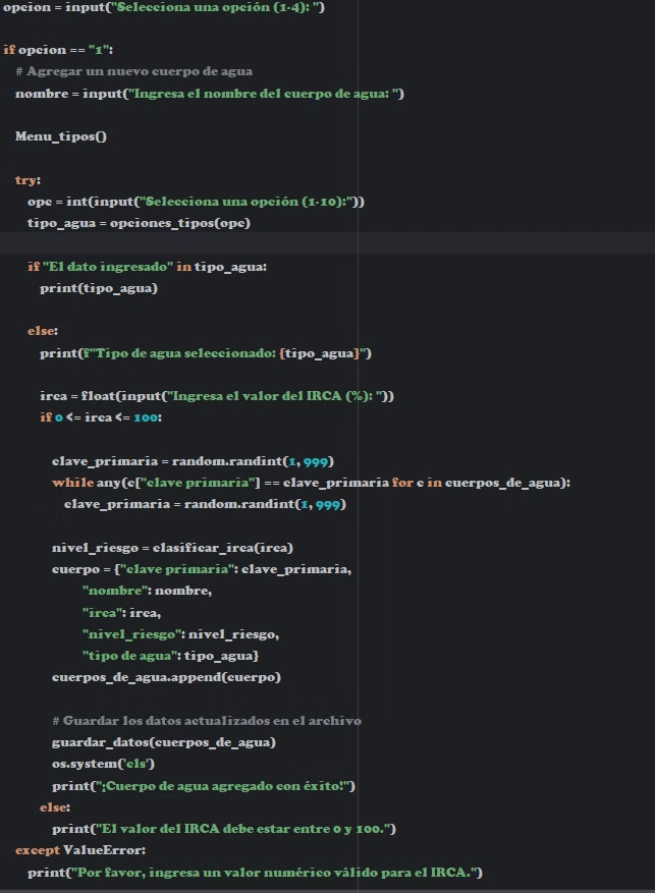 opcion = input("Selecciona una opción (1-4): ")
if opcion == "1":
# Agregar un nuevo cuerpo de agua
nombre = input("Ingresa el nombre del cuerpo de agua: ")
Menu_tipos()
try:
opc = int(input("Selecciona una opción (1-10):"))
tipo_agua = opciones_tipos(opc)
if "El dato ingresado" in tipo_agua:
print(tipo_agua)
else:
print(f"Tipo de agua seleccionado: {tipo_agua}")
irca = float(input("Ingresa el valor del IRCA (%): "))
if 0 <= irca <= 100:
clave_primaria = random.randint(1, 999)
while any(c["clave primaria"] == clave_primaria for c in cuerpos_de_agua):
clave_primaria = random.randint(1, 999)
nivel_riesgo = clasificar_irca(irca)
cuerpo = {"clave primaria": clave_primaria,
"nombre": nombre,
"irca": irca,
"nivel_riesgo": nivel_riesgo,
"tipo de agua": tipo_agua}
cuerpos_de_agua.append(cuerpo)
# Guardar los datos actualizados en el archivo
guardar_datos(cuerpos_de_agua)
os.system('cls')
print("¡Cuerpo de agua agregado con éxito!")
else:
print("El valor del IRCA debe estar entre 0 y 100.")
except ValueError:
print("Por favor, ingresa un valor numérico válido para el IRCA.")